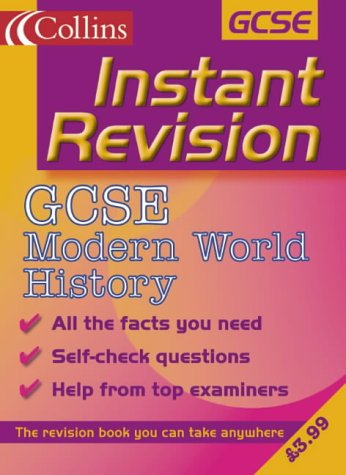 Collins
GCSE
Instant
Revision
GCSE
Modern World
History
All the facts you need
Self-check questions
Help from top examiners
The revision book you can take anywhere
£3.99